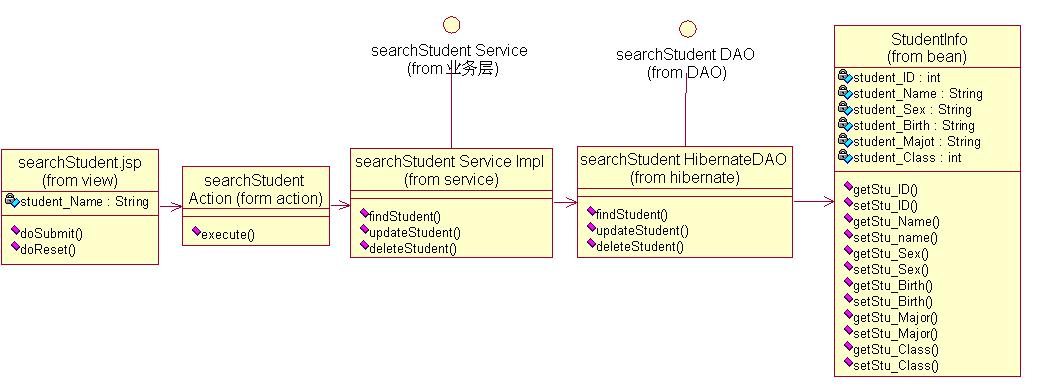 searchStudent Service
(from 业务层)
searchStudent DAO
(from DAO)
searchStudent.jsp
(from view)
student_Name : String
doSubmit()
doReset()
searchStudent
Action (form action)
execute()
searchStudent Service Impl
(from service)
findStudent()
updateStudent()
deleteStudent()
searchStudent HibernateDAO
(from hibernate)
findStudent()
updateStudent()
deleteStudent()
StudentInfo
(from bean)
student_ID : int
student_Name : String
student_Sex : String
student_Birth : String
student_Majot : String
student_Class : int
getStu_ID()
setStu_ID()
getStu_Name()
setStu_name()
getStu_Sex()
setStu_Sex()
getStu_Birth()
setStu_Birth()
getStu_Major()
setStu_Major()
getStu_Class()
setStu_Class()